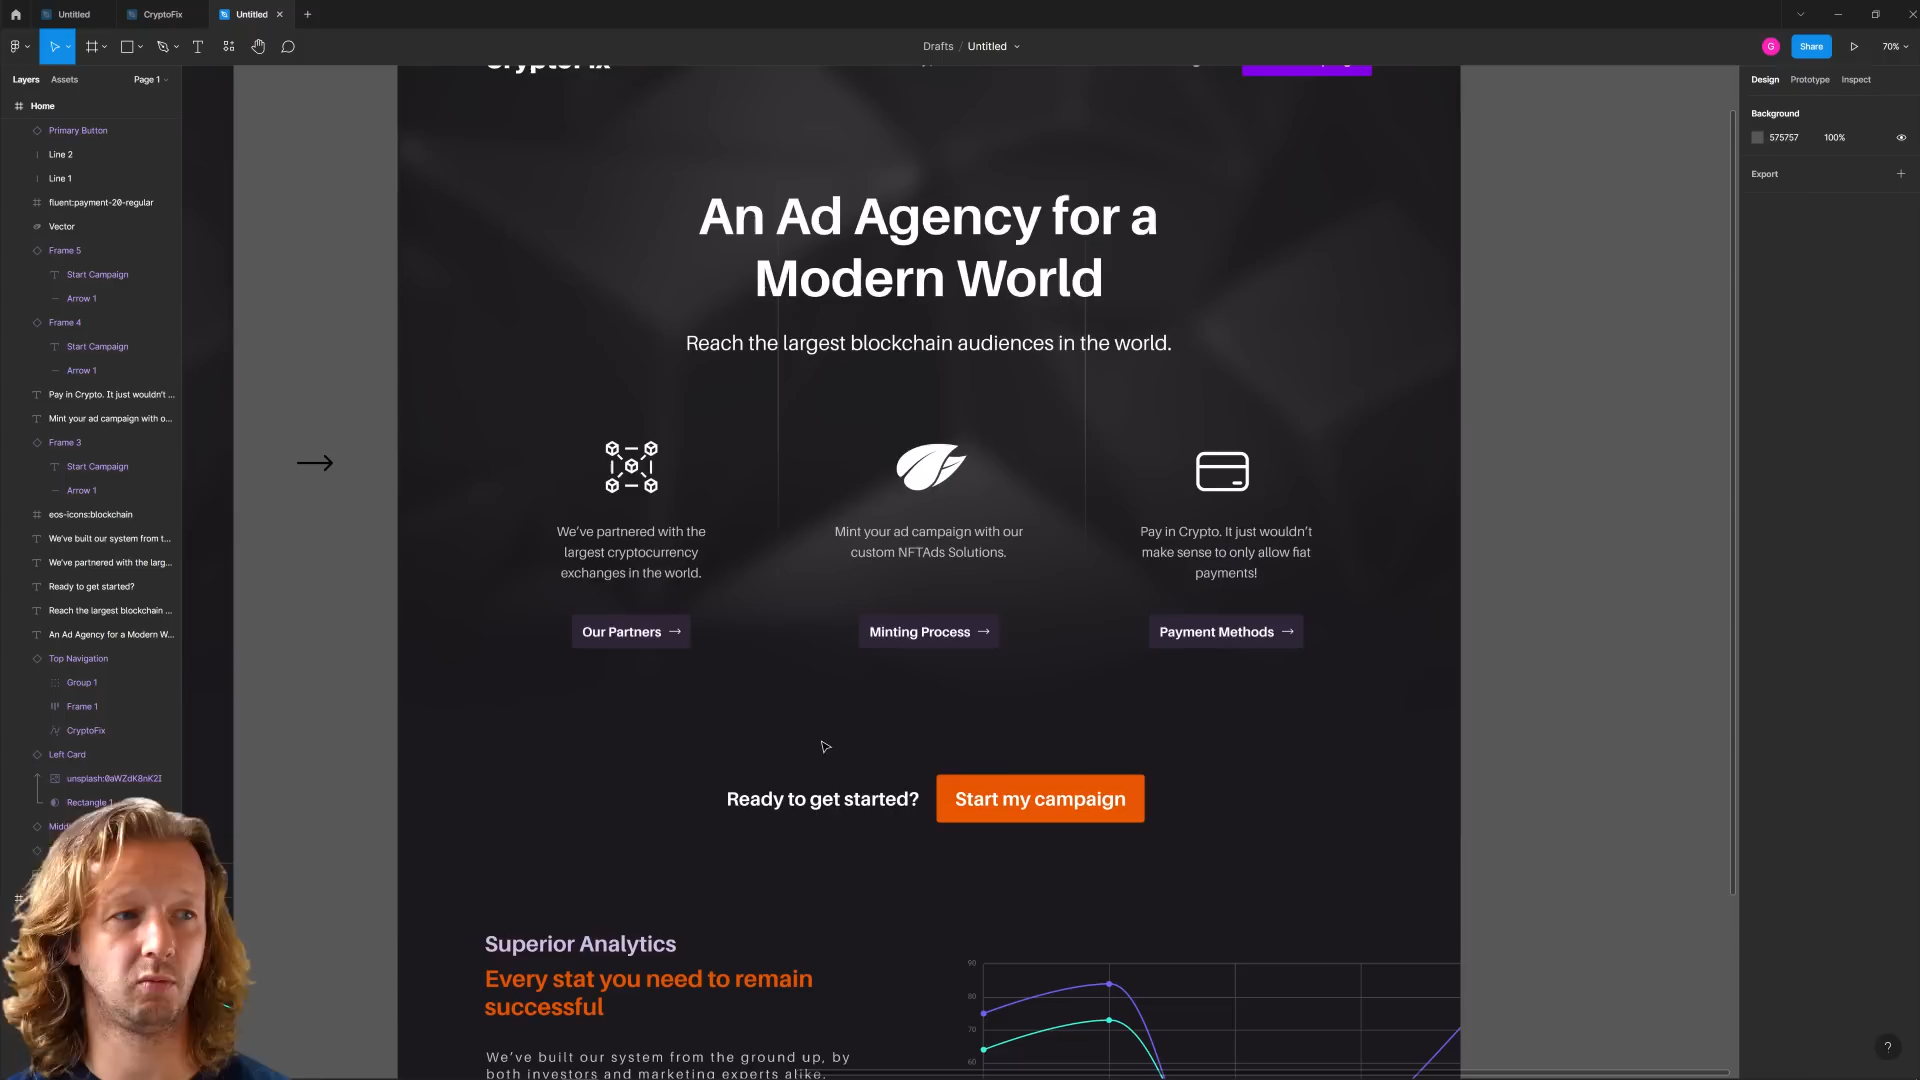 Untitled
CryptoFix
Untitled
Drafts / Untitled
G
Share
70%
Layers
Assets
Page 1
Design
Prototype
Inspect
Home
Primary Button
Line 2
Line 1
fluent:payment-20-regular
Vector
Frame 5
Start Campaign
Arrow 1
Frame 4
Start Campaign
Arrow 1
Pay in Crypto. It just wouldn't ...
Mint your ad campaign with o...
Frame 3
Start Campaign
Arrow 1
eos-icons:blockchain
We've built our system from t...
We've partnered with the larg...
Ready to get started?
Reach the largest blockchain ...
An Ad Agency for a Modern W...
Top Navigation
Group 1
Frame 1
CryptoFix
Left Card
unsplash:0aWZdK8nK2I
Rectangle 1
Background
575757
100%
Export
CryptoFix
An Ad Agency for a
Modern World
Reach the largest blockchain audiences in the world.
We've partnered with the
largest cryptocurrency
exchanges in the world.
Our Partners →
Mint your ad campaign with our
custom NFTAds Solutions.
Minting Process →
Pay in Crypto. It just wouldn't
make sense to only allow fiat
payments!
Payment Methods →
Ready to get started?
Start my campaign
Superior Analytics
Every stat you need to remain
successful
We've built our system from the ground up, by
both investors and marketing experts alike.
90
80
70
60
?